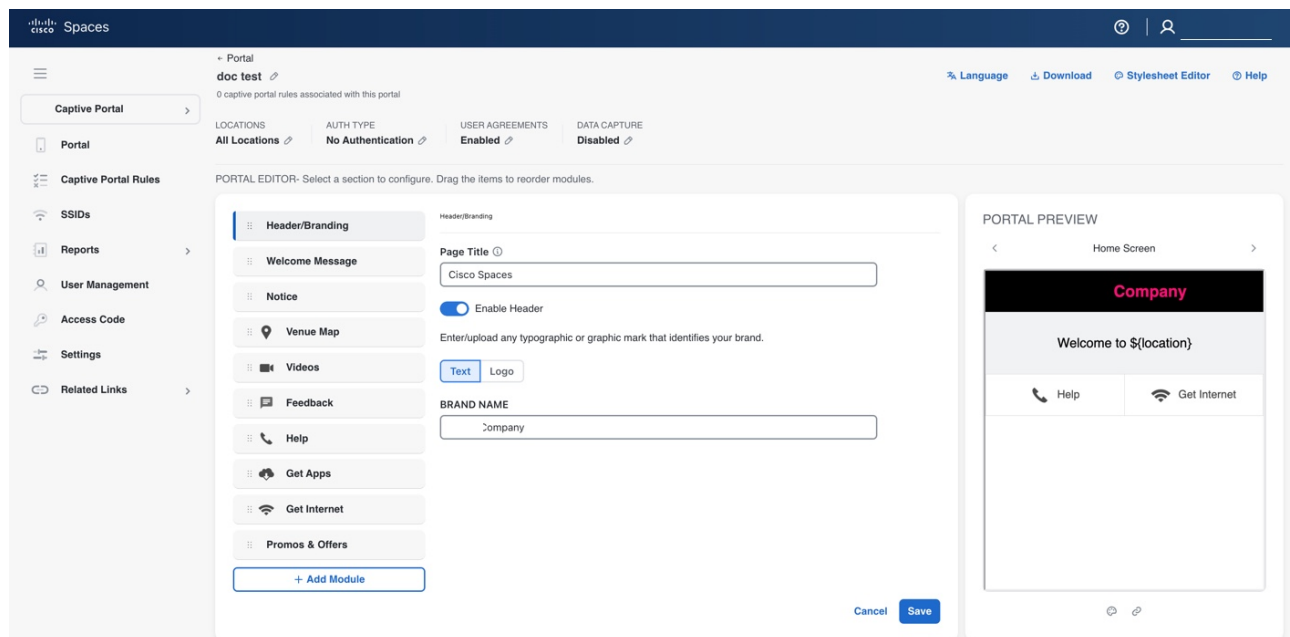 cisco Spaces
← Portal
doc test
0 captive portal rules associated with this portal
Language Download Stylesheet Editor Help
Captive Portal
Portal
Captive Portal Rules
SSIDs
Reports
User Management
Access Code
Settings
Related Links
LOCATIONS AUTH TYPE USER AGREEMENTS DATA CAPTURE
All Locations No Authentication Enabled Disabled
PORTAL EDITOR- Select a section to configure. Drag the items to reorder modules.
Header/Branding
Welcome Message
Notice
Venue Map
Videos
Feedback
Help
Get Apps
Get Internet
Promos & Offers
+ Add Module
Header/Branding
Page Title
Cisco Spaces
Enable Header
Enter/upload any typographic or graphic mark that identifies your brand.
Text Logo
BRAND NAME
Company
Cancel Save
PORTAL PREVIEW
Home Screen
Company
Welcome to ${location}
Help Get Internet